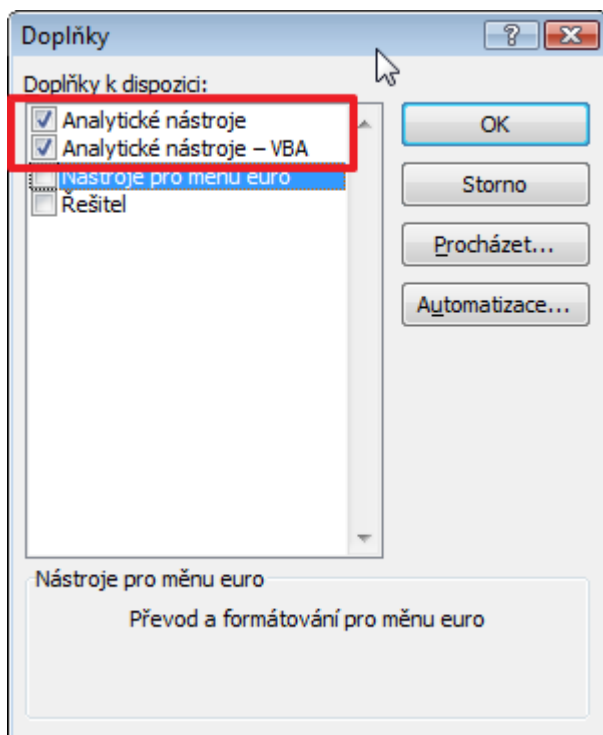 Doplňky
Doplňky k dispozici:
Analytické nástroje
Analytické nástroje – VBA
Nástroje pro měnu euro
Řešitel
OK
Storno
Procházet...
Automatizace...
Nástroje pro měnu euro
Převod a formátování pro měnu euro